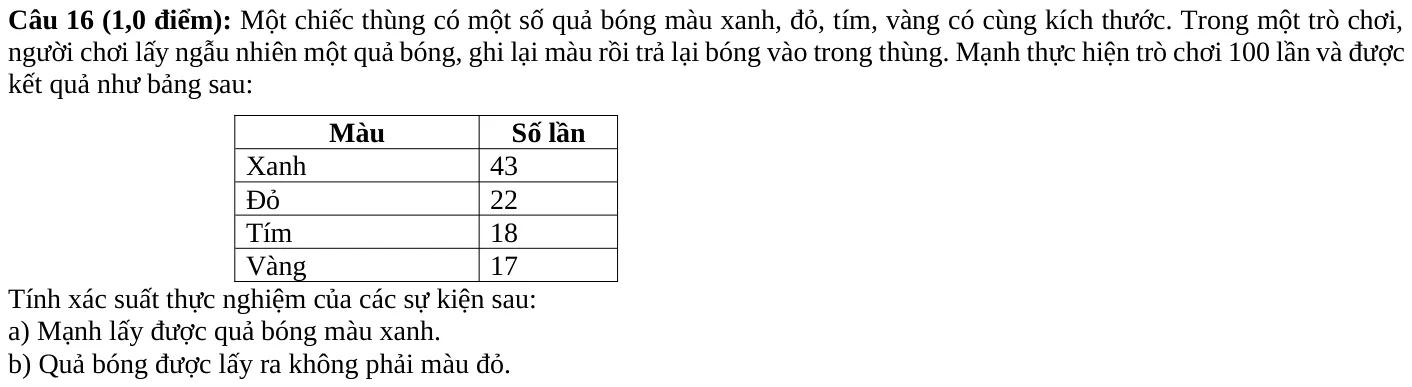 Câu 16 (1,0 điểm): Một chiếc thùng có một số quả bóng màu xanh, đỏ, tím, vàng có cùng kích thước. Trong một trò chơi,
người chơi lấy ngẫu nhiên một quả bóng, ghi lại màu rồi trả lại bóng vào trong thùng. Mạnh thực hiện trò chơi 100 lần và được
kết quả như bảng sau:
Màu Số lần
Xanh 43
Đỏ 22
Tím 18
Vàng 17
Tính xác suất thực nghiệm của các sự kiện sau:
a) Mạnh lấy được quả bóng màu xanh.
b) Quả bóng được lấy ra không phải màu đỏ.